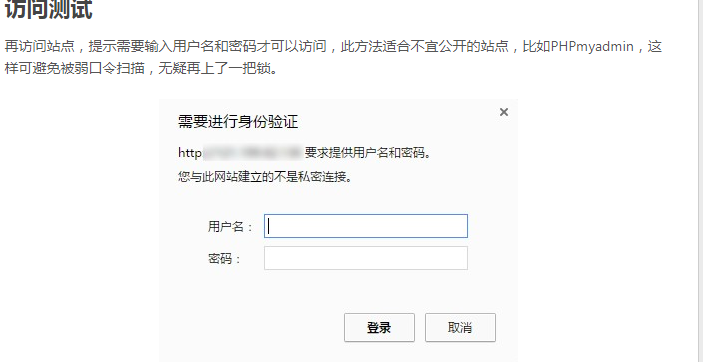 访问测试
再访问站点，提示需要输入用户名和密码才可以访问，此方法适合不宜公开的站点，比如PHPmyadmin，这
样可避免被弱口令扫描，无疑再上了一把锁。
需要进行身份验证
http 要求提供用户名和密码。
您与此网站建立的不是私密连接。
用户名：
密码：
登录 取消